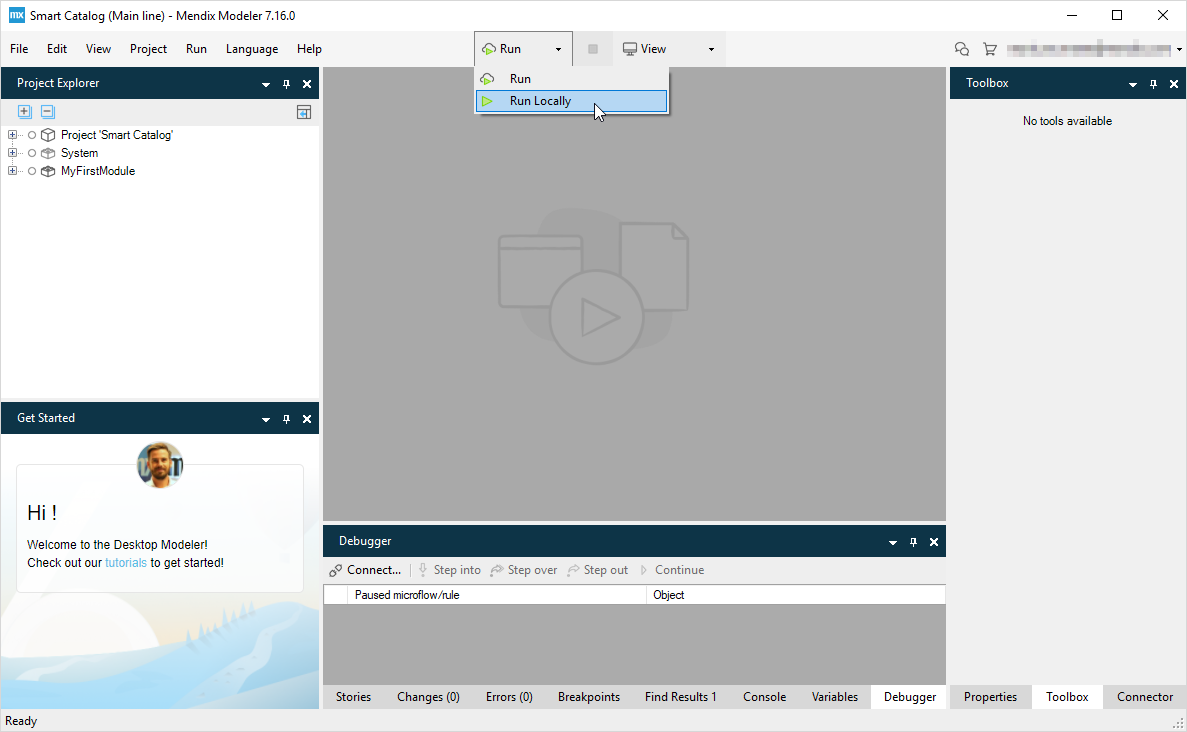 mx Smart Catalog (Main line) - Mendix Modeler 7.16.0
File Edit View Project Run Language Help
Run View
Run
Run Locally
Project Explorer
Project 'Smart Catalog'
System
MyFirstModule
Get Started
Hi !
Welcome to the Desktop Modeler!
Check out our tutorials to get started!
Debugger
Connect... Step into Step over Step out Continue
Paused microflow/rule Object
Stories Changes (0) Errors (0) Breakpoints Find Results 1 Console Variables Debugger
Toolbox
No tools available
Properties Toolbox Connector
Ready